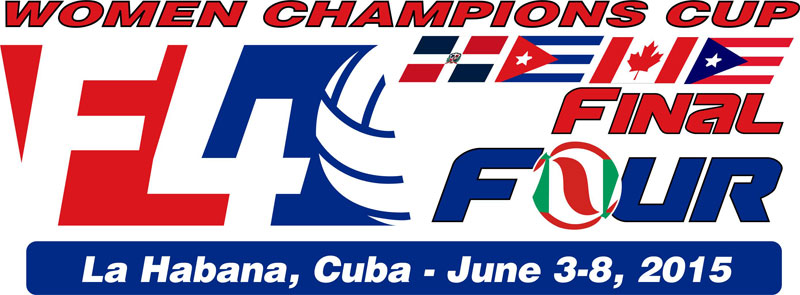 WOMEN CHAMPIONS CUP
F4
Final
FOUR
La Habana, Cuba - June 3-8, 2015